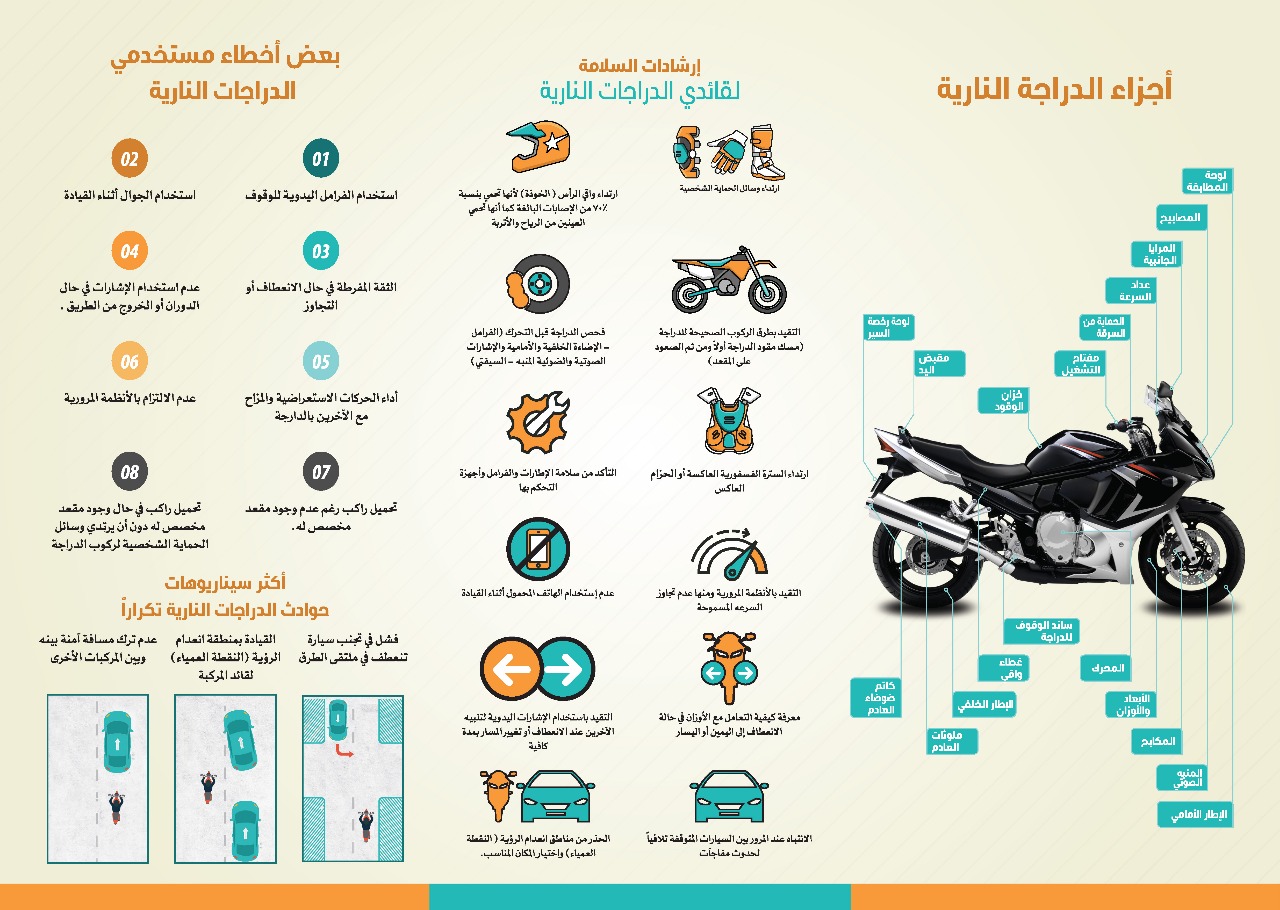 أجزاء الدراجة النارية
لوحة
المطابقة
المصابيح
المرايا
الجانبية
عداد
السرعة
الحماية من
السرقة
مفتاح
التشغيل
خزان
الوقود
مقبض
اليد
لوحة رخصة
السير
ساند الوقوف
للدراجة
غطاء
واقي
المحرك
كاتم
ضوضاء
العادم
الإطار الخلفي
الأبعاد
والأوزان
ملوثات
العادم
المكابح
المنبه
الصوتي
الإطار الأمامي
إرشادات السلامة
لقائدي الدراجات النارية
ارتداء وسائل الحماية الشخصية
ارتداء واقي الرأس ( الخوذة) لأنها تحمي بنسبة
٧٠٪ من الإصابات البالغة كما أنها تحمي
العينين من الرياح والأتربة
التقيد بطرق الركوب الصحيحة للدراجة
(مسك مقود الدراجة أولاً ومن ثم الصعود
على المقعد)
فحص الدراجة قبل التحرك (الفرامل
– الإضاءة الخلفية والأمامية والإشارات
الصوتية والضوئية المنبه – السيفتي)
ارتداء السترة الفسفورية العاكسة أو الحزام
العاكس
التأكد من سلامة الإطارات والفرامل وأجهزة
التحكم بها
التقيد بالأنظمة المرورية ومنها عدم تجاوز
السرعه المسموحة
عدم إستخدام الهاتف المحمول أثناء القيادة
معرفة كيفية التعامل مع الأوزان في حالة
الانعطاف إلى اليمين أو اليسار
التقيد باستخدام الإشارات اليدوية لتنبيه
الآخرين عند الانعطاف أو تغيير المسار بمدة
كافية
الانتباه عند المرور بين السيارات المتوقفة تلافياً
لحدوث مفاجآت
الحذر من مناطق انعدام الرؤية ( النقطة
العمياء) واختيار المكان المناسب.
بعض أخطاء مستخدمي
الدراجات النارية
01
استخدام الفرامل اليدوية للوقوف
02
استخدام الجوال أثناء القيادة
03
الثقة المفرطة في حال الانعطاف أو
التجاوز
04
عدم استخدام الإشارات في حال
الدوران أو الخروج من الطريق .
05
أداء الحركات الاستعراضية والمزاح
مع الآخرين بالدارجة
06
عدم الالتزام بالأنظمة المرورية
07
تحميل راكب رغم عدم وجود مقعد
مخصص له.
08
تحميل راكب في حال وجود مقعد
مخصص له دون أن يرتدي وسائل
الحماية الشخصية لركوب الدراجة
أكثر سيناريوهات
حوادث الدراجات النارية تكراراً
فشل في تجنب سيارة
تنعطف في ملتقى الطرق
القيادة بمنطقة انعدام
الرؤية (النقطة العمياء)
لقائد المركبة
عدم ترك مسافة آمنة بينه
وبين المركبات الأخرى